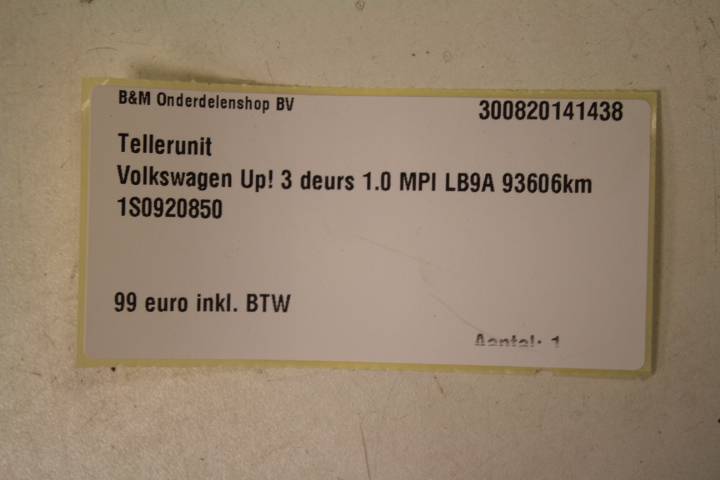 B&M Onderdelenshop BV
300820141438
Tellerunit
Volkswagen Up! 3 deurs 1.0 MPI LB9A 93606km
1S0920850
99 euro inkl. BTW
Aantal: 1